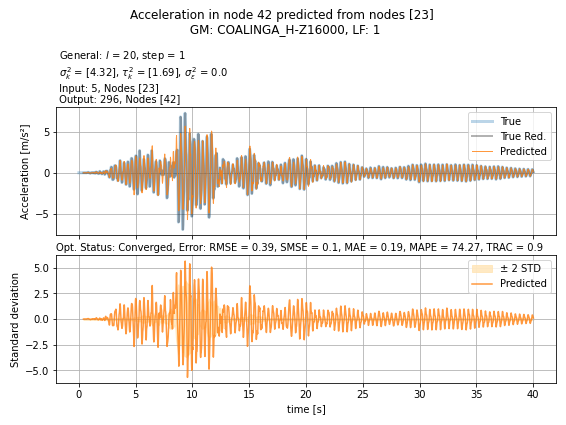 Acceleration in node 42 predicted from nodes [23]
GM: COALINGA_H-Z16000, LF: 1
General: l = 20, step = 1
σ_k² = [4.32], τ_k² = [1.69], σ_ε² = 0.0
Input: 5, Nodes [23]
Output: 296, Nodes [42]
True
True Red.
Predicted
Acceleration [m/s²]
5
0
−5
Opt. Status: Converged, Error: RMSE = 0.39, SMSE = 0.1, MAE = 0.19, MAPE = 74.27, TRAC = 0.9
± 2 STD
Predicted
Standard deviation
5.0
2.5
0.0
−2.5
−5.0
0 5 10 15 20 25 30 35 40
time [s]